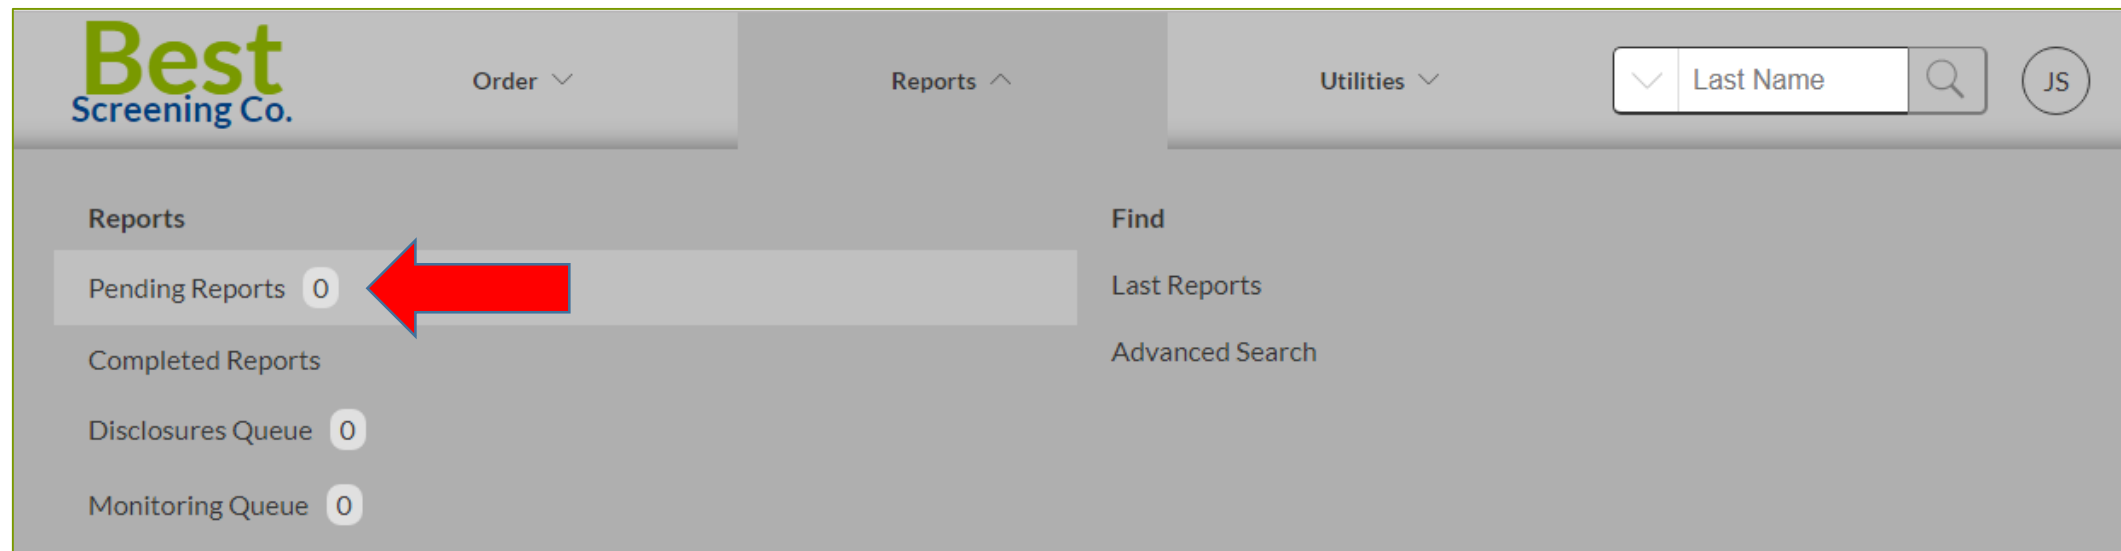 Best
Screening Co.
Order
Reports
Utilities
Last Name
JS
Reports
Pending Reports 0
Completed Reports
Disclosures Queue 0
Monitoring Queue 0
Find
Last Reports
Advanced Search